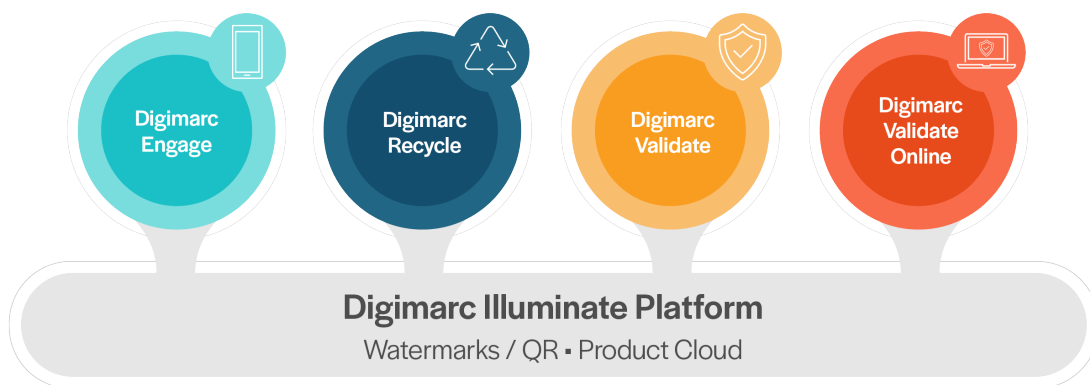 Digimarc
Engage
Digimarc
Recycle
Digimarc
Validate
Digimarc
Validate
Online
Digimarc Illuminate Platform
Watermarks / QR ▪ Product Cloud